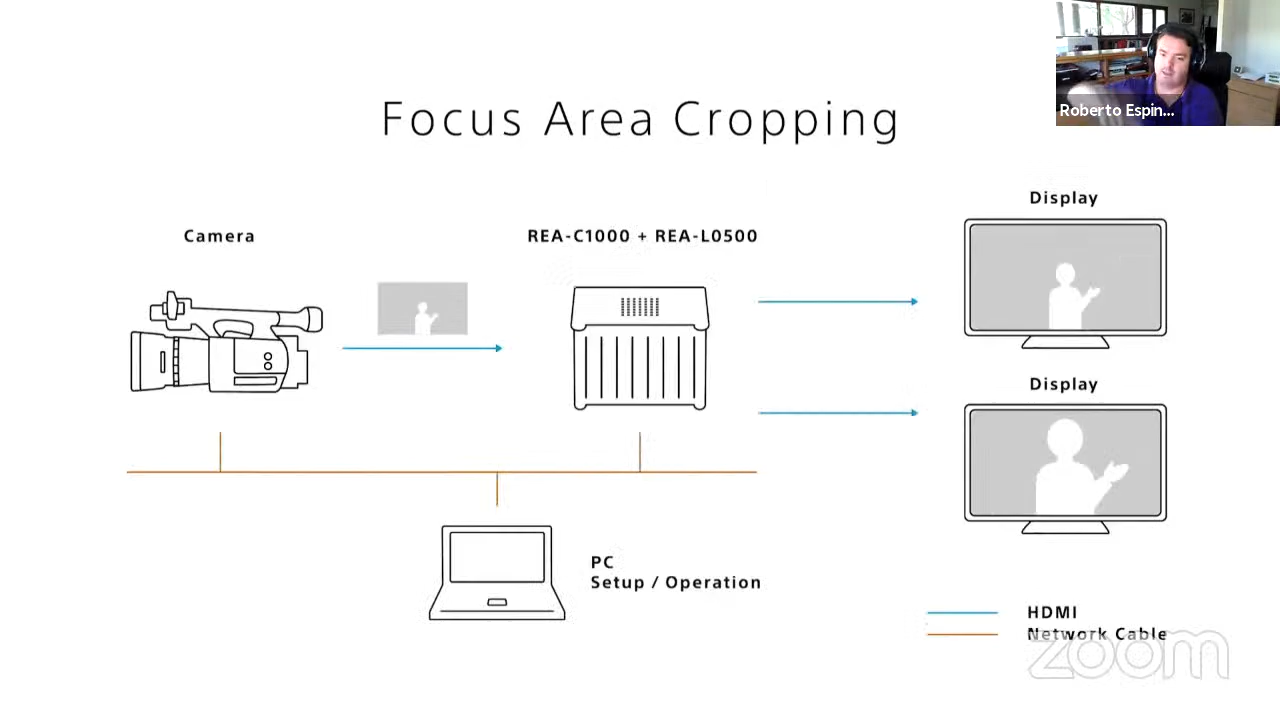 Roberto Espin...
Focus Area Cropping
Camera
REA-C1000 + REA-L0500
Display
Display
PC
Setup / Operation
HDMI
Network Cable
zoom